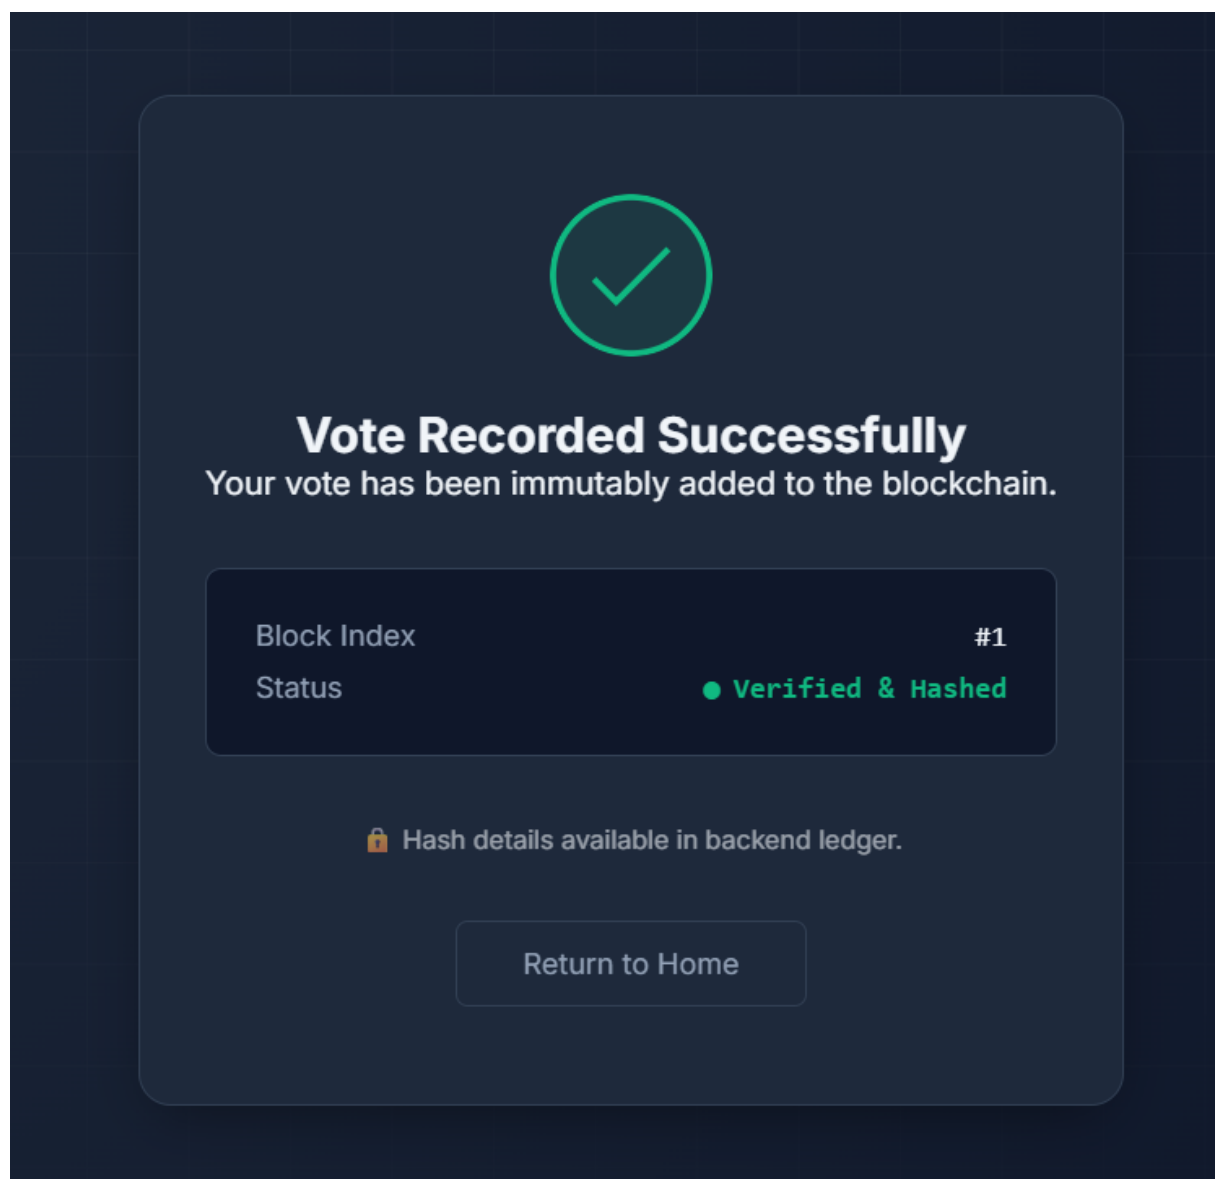 Vote Recorded Successfully
Your vote has been immutably added to the blockchain.
Block Index #1
Status Verified & Hashed
Hash details available in backend ledger.
Return to Home